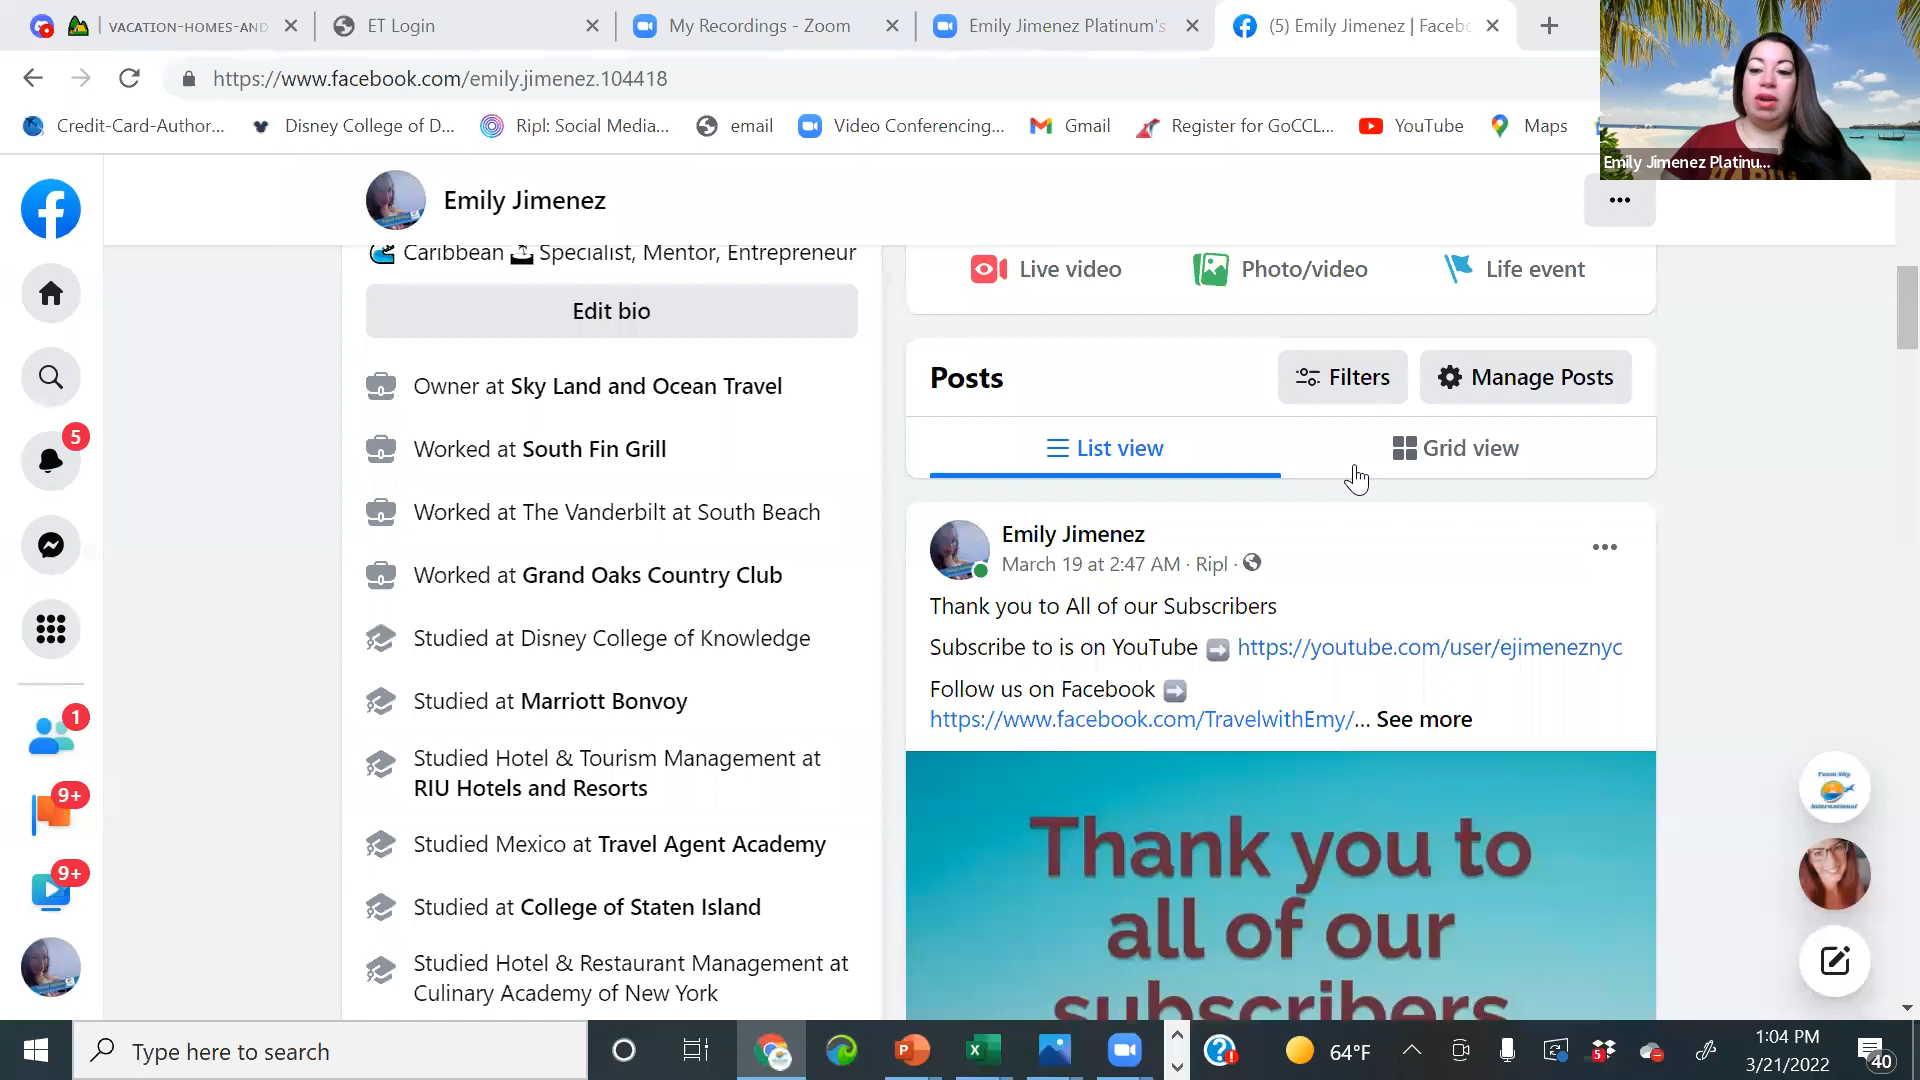 VACATION-HOMES-AND
ET Login
My Recordings - Zoom
Emily Jimenez Platinum's
(5) Emily Jimenez | Facebo
https://www.facebook.com/emily.jimenez.104418
Credit-Card-Author...
Disney College of D...
Ripl: Social Media...
email
Video Conferencing...
Gmail
Register for GoCCL...
YouTube
Maps
Emily Jimenez Platinu...
Emily Jimenez
Caribbean Specialist, Mentor, Entrepreneur
Edit bio
Owner at Sky Land and Ocean Travel
Worked at South Fin Grill
Worked at The Vanderbilt at South Beach
Worked at Grand Oaks Country Club
Studied at Disney College of Knowledge
Studied at Marriott Bonvoy
Studied Hotel & Tourism Management at
RIU Hotels and Resorts
Studied Mexico at Travel Agent Academy
Studied at College of Staten Island
Studied Hotel & Restaurant Management at
Culinary Academy of New York
Live video
Photo/video
Life event
Posts
Filters
Manage Posts
List view
Grid view
Emily Jimenez
March 19 at 2:47 AM · Ripl ·
Thank you to All of our Subscribers
Subscribe to is on YouTube ➡ https://youtube.com/user/ejimeneznyc
Follow us on Facebook ➡
https://www.facebook.com/TravelwithEmy/... See more
Thank you to
all of our
subscribers
5
1
9+
9+
Team Sky
International
Type here to search
64°F
5
1:04 PM
3/21/2022
40